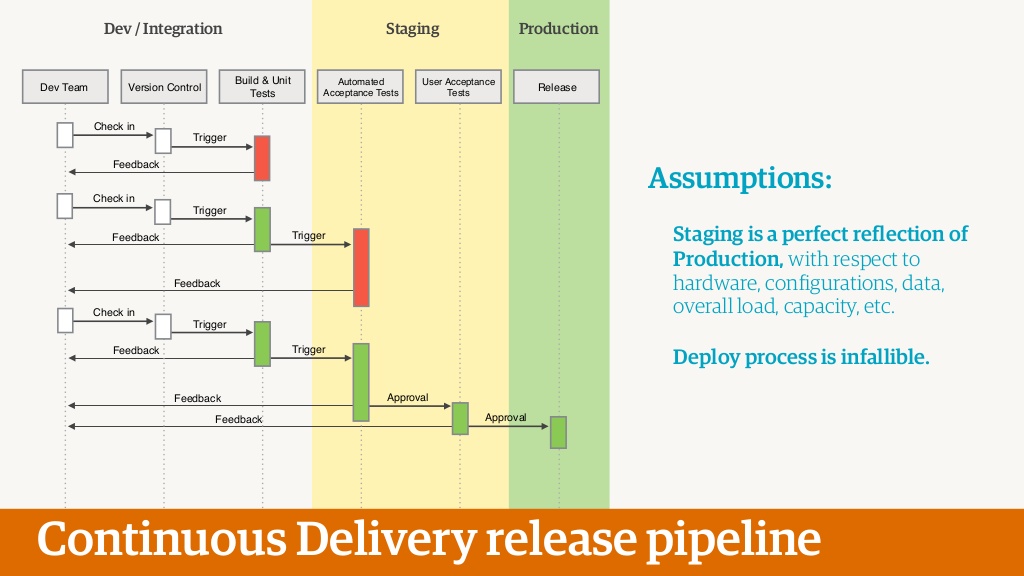 Dev / Integration
Staging
Production
Dev Team
Version Control
Build & Unit
Tests
Automated
Acceptance Tests
User Acceptance
Tests
Release
Check in
Trigger
Feedback
Check in
Trigger
Feedback
Trigger
Feedback
Check in
Trigger
Feedback
Trigger
Feedback
Approval
Feedback
Approval
Assumptions:
Staging is a perfect reflection of
Production, with respect to
hardware, configurations, data,
overall load, capacity, etc.
Deploy process is infallible.
Continuous Delivery release pipeline